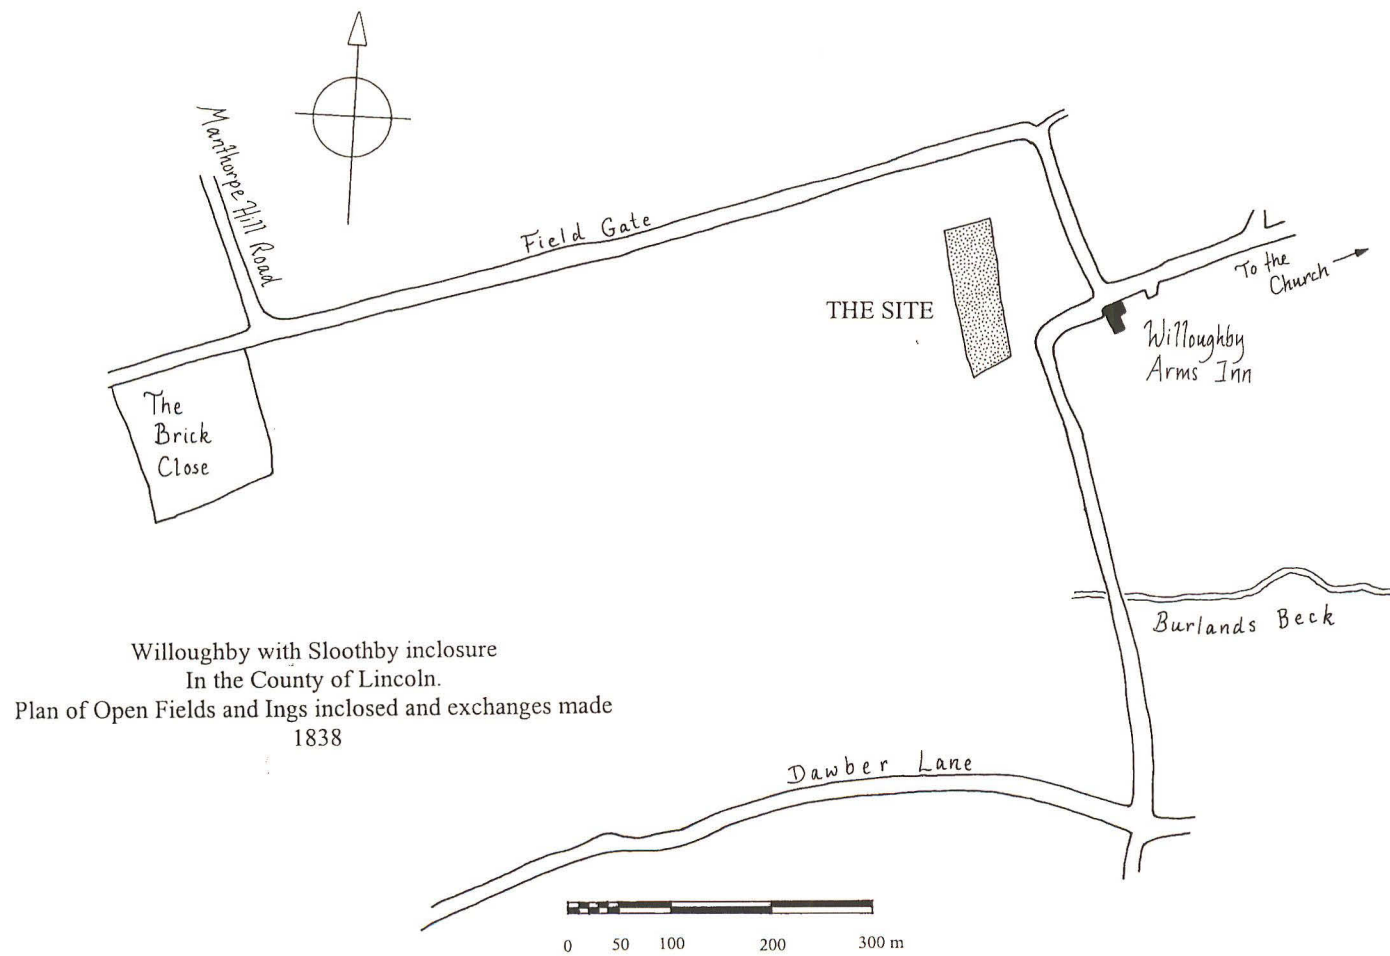 Manthorpe Hill Road
Field Gate
To the
Church
THE SITE
Willoughby
Arms Inn
The
Brick
Close
Burlands Beck
Willoughby with Sloothby inclosure
In the County of Lincoln.
Plan of Open Fields and Ings inclosed and exchanges made
1838
Dawber Lane
0 50 100 200 300 m